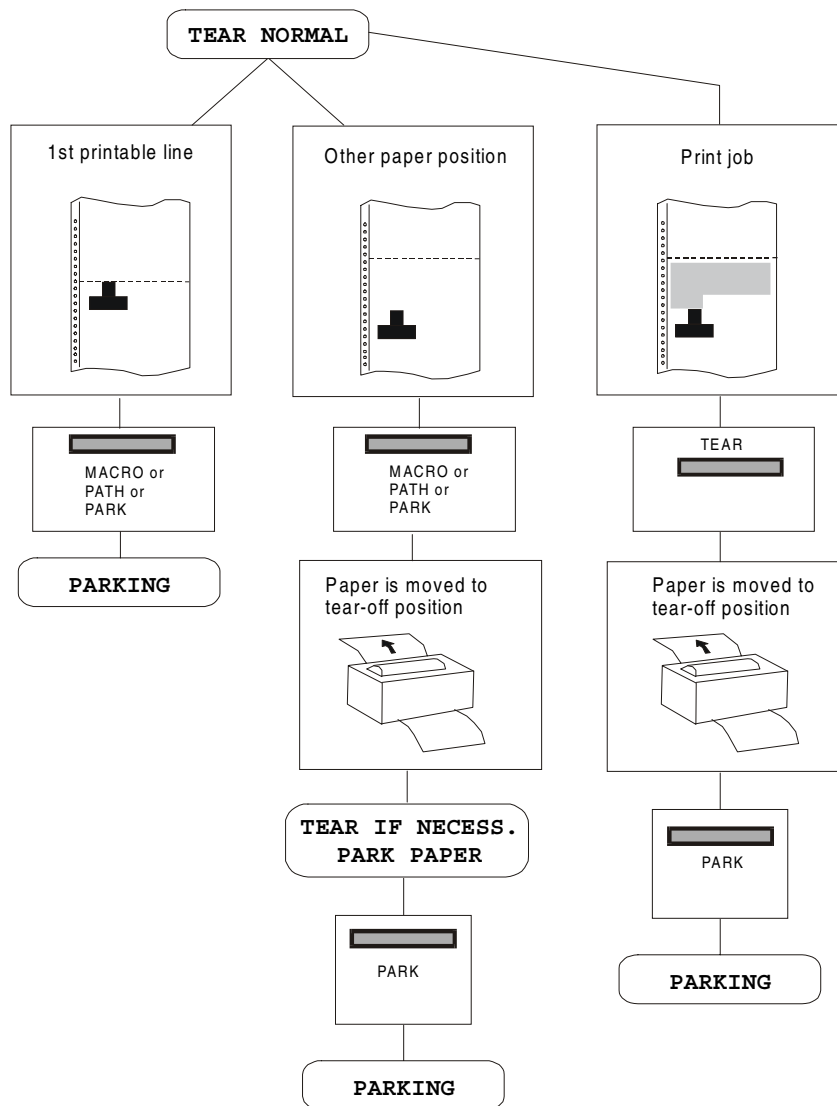 TEAR NORMAL
1st printable line
MACRO or
PATH or
PARK
PARKING
Other paper position
MACRO or
PATH or
PARK
Paper is moved to
tear-off position
TEAR IF NECESS.
PARK PAPER
PARK
PARKING
Print job
TEAR
Paper is moved to
tear-off position
PARK
PARKING